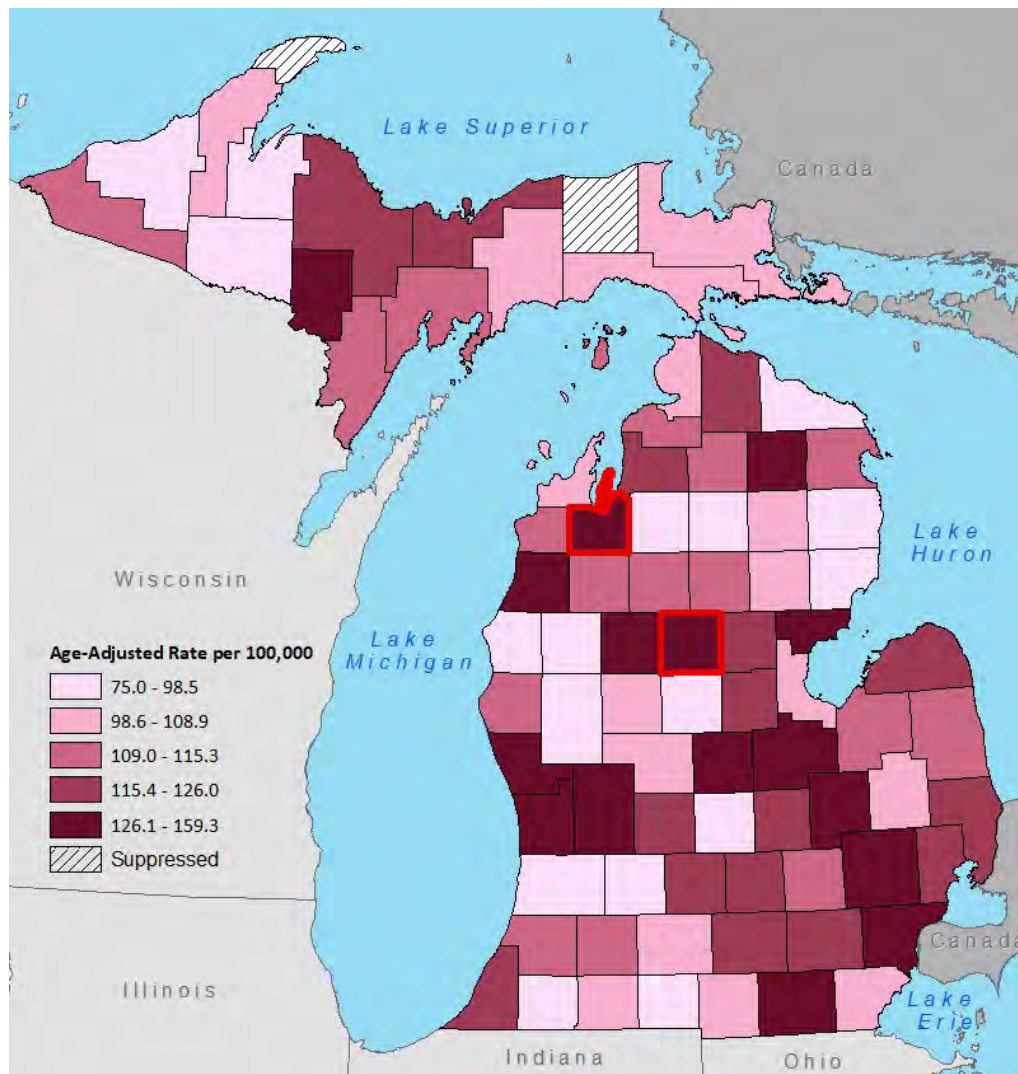 Lake Superior
Canada
Lake
Huron
Wisconsin
Lake
Michigan
Age-Adjusted Rate per 100,000
75.0 - 98.5
98.6 - 108.9
109.0 - 115.3
115.4 - 126.0
126.1 - 159.3
Suppressed
Canada
Illinois
Lake
Erie
Indiana
Ohio